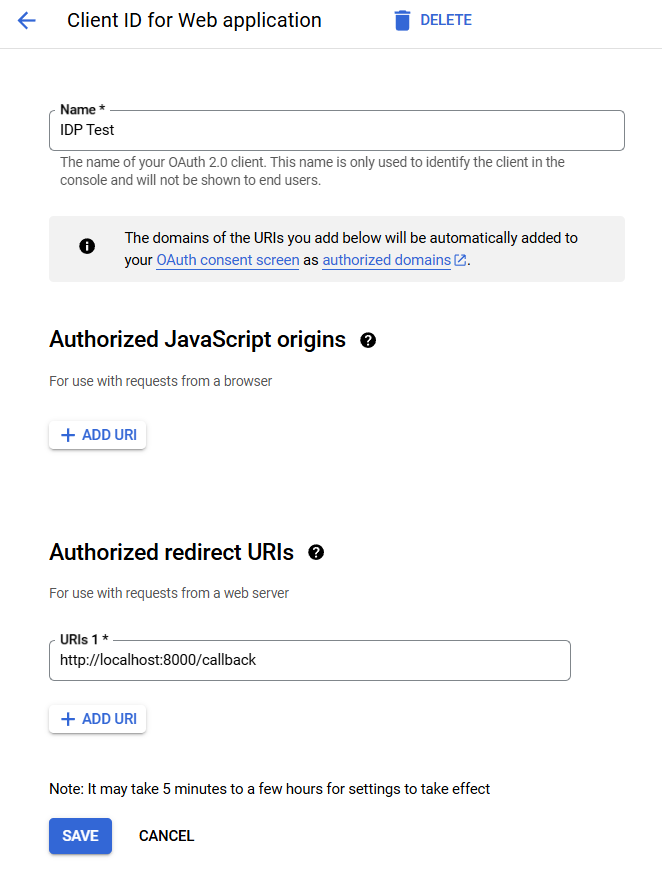 Client ID for Web application
DELETE
Name *
IDP Test
The name of your OAuth 2.0 client. This name is only used to identify the client in the
console and will not be shown to end users.
The domains of the URIs you add below will be automatically added to
your OAuth consent screen as authorized domains.
Authorized JavaScript origins
For use with requests from a browser
+ ADD URI
Authorized redirect URIs
For use with requests from a web server
URIs 1 *
http://localhost:8000/callback
+ ADD URI
Note: It may take 5 minutes to a few hours for settings to take effect
SAVE
CANCEL